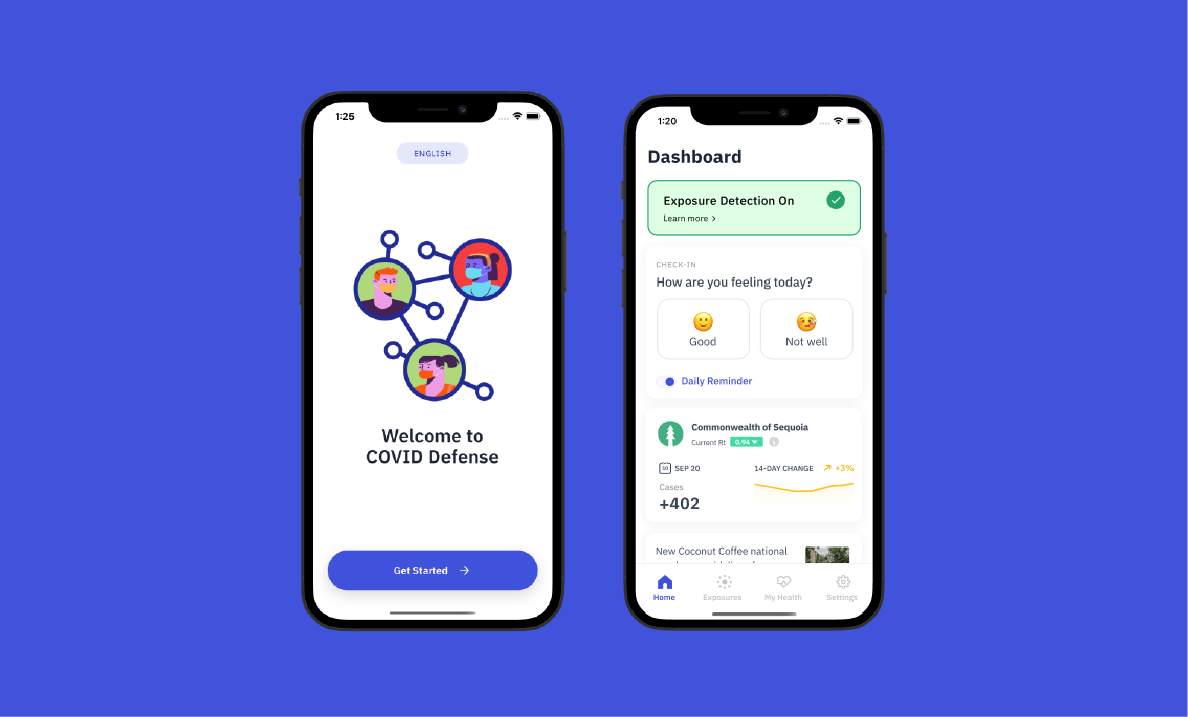 1:25
ENGLISH
Welcome to
COVID Defense
Get Started
1:20
Dashboard
Exposure Detection On
Learn more >
CHECK-IN
How are you feeling today?
Good
Not well
Daily Reminder
Commonwealth of Sequoia
Current Rt 0.94
SEP 20
14-DAY CHANGE +3%
Cases
+402
New Coconut Coffee national
Home
Exposures
My Health
Settings